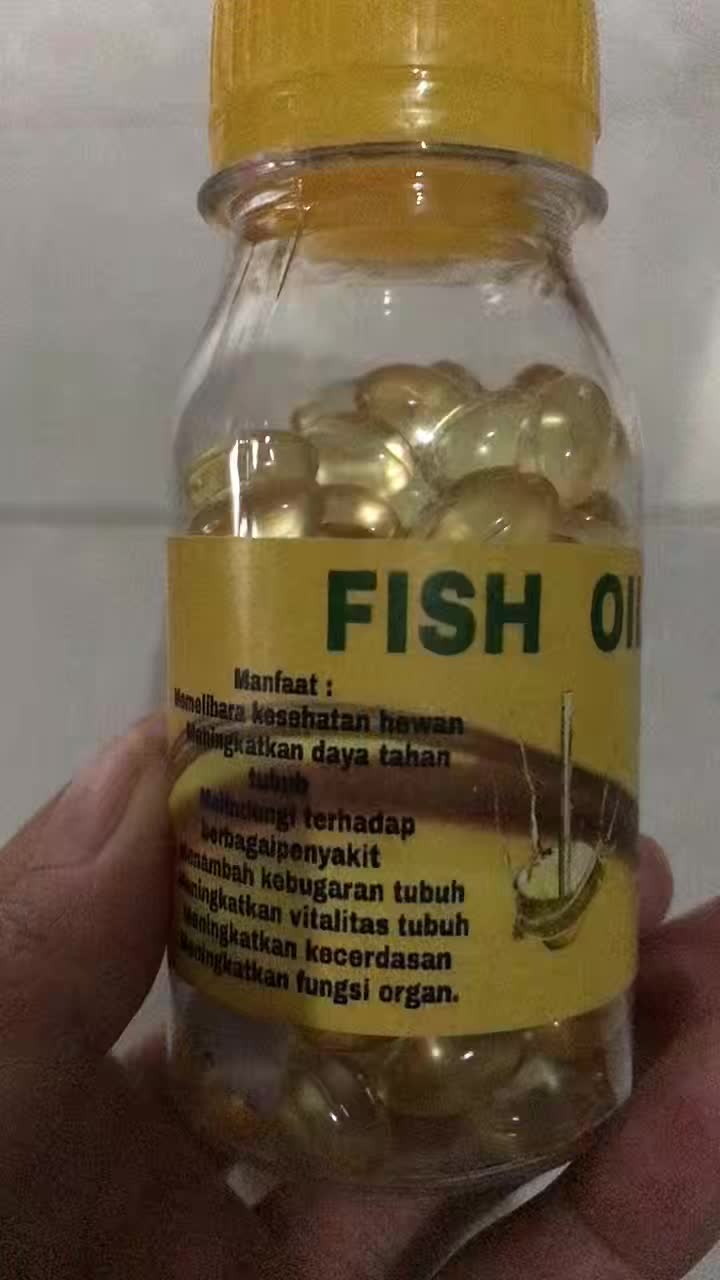 FISH OIL
Manfaat :
Memelihara kesehatan hewan
Meningkatkan daya tahan
tubuh
Melindungi terhadap
berbagaipenyakit
Menambah kebugaran tubuh
Meningkatkan vitalitas tubuh
Meningkatkan kecerdasan
Meningkatkan fungsi organ.